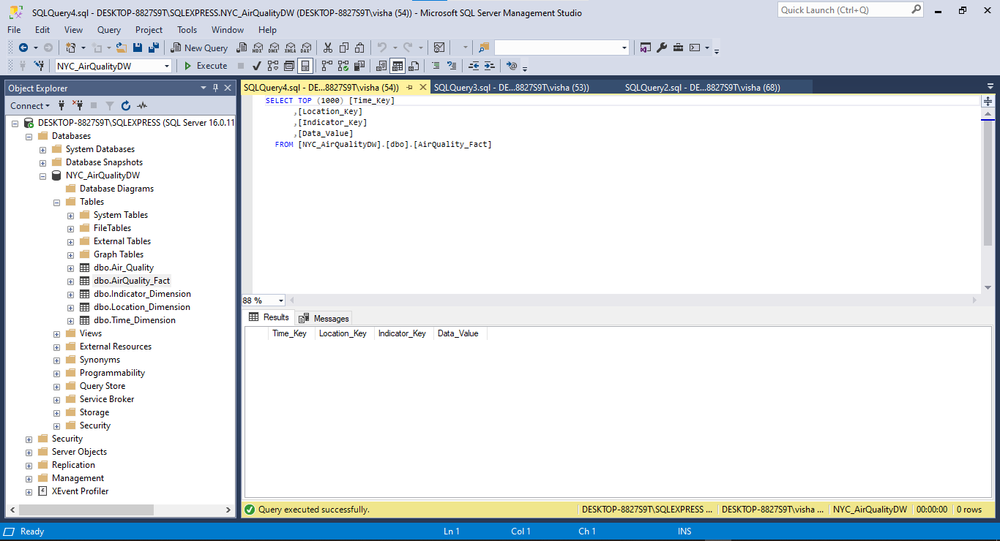 SQLQuery4.sql - DESKTOP-8827S9T\SQLEXPRESS.NYC_AirQualityDW (DESKTOP-8827S9T\visha (54)) - Microsoft SQL Server Management Studio
Quick Launch (Ctrl+Q)
File Edit View Query Project Tools Window Help
New Query MDX DMX XMLA DAX
NYC_AirQualityDW Execute
Object Explorer
Connect
DESKTOP-8827S9T\SQLEXPRESS (SQL Server 16.0.11
Databases
System Databases
Database Snapshots
NYC_AirQualityDW
Database Diagrams
Tables
System Tables
FileTables
External Tables
Graph Tables
dbo.Air_Quality
dbo.AirQuality_Fact
dbo.Indicator_Dimension
dbo.Location_Dimension
dbo.Time_Dimension
Views
External Resources
Synonyms
Programmability
Query Store
Service Broker
Storage
Security
Security
Server Objects
Replication
Management
XEvent Profiler
SQLQuery4.sql - DE...8827S9T\visha (54)) SQLQuery3.sql - DE...8827S9T\visha (53)) SQLQuery2.sql - DE...8827S9T\visha (68))
SELECT TOP (1000) [Time_Key]
,[Location_Key]
,[Indicator_Key]
,[Data_Value]
FROM [NYC_AirQualityDW].[dbo].[AirQuality_Fact]
88 %
Results Messages
Time_Key Location_Key Indicator_Key Data_Value
Query executed successfully. DESKTOP-8827S9T\SQLEXPRESS ... DESKTOP-8827S9T\visha ... NYC_AirQualityDW 00:00:00 0 rows
Ready Ln 1 Col 1 Ch 1 INS